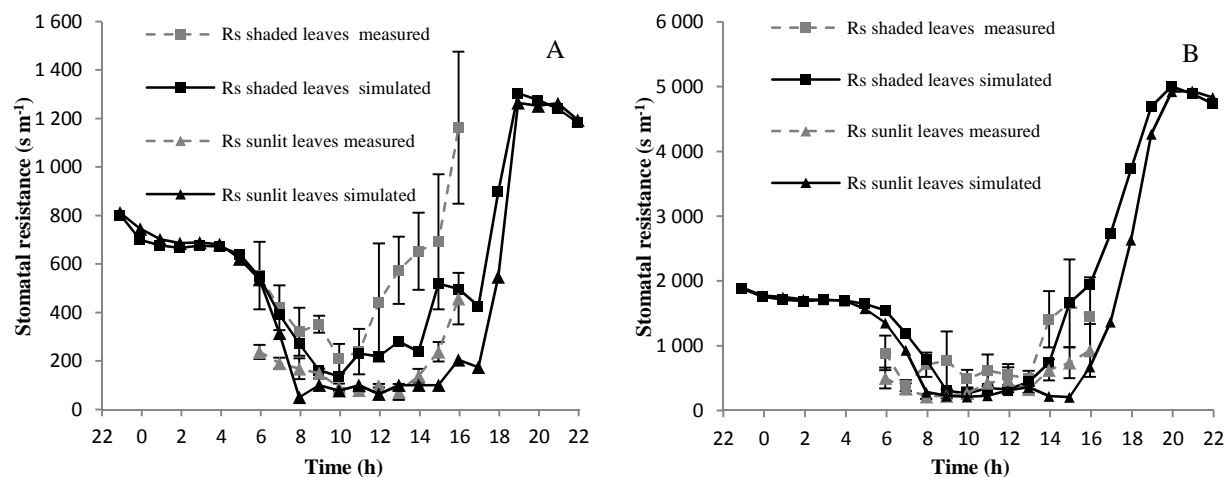 1 600
1 400
1 200
1 000
800
600
400
200
0
Stomatal resistance (s m-1)
22 0 2 4 6 8 10 12 14 16 18 20 22
Time (h)
Rs shaded leaves measured
Rs shaded leaves simulated
Rs sunlit leaves measured
Rs sunlit leaves simulated
A
6 000
5 000
4 000
3 000
2 000
1 000
0
Stomatal resistance (s m-1)
22 0 2 4 6 8 10 12 14 16 18 20 22
Time (h)
Rs shaded leaves measured
Rs shaded leaves simulated
Rs sunlit leaves measured
Rs sunlit leaves simulated
B